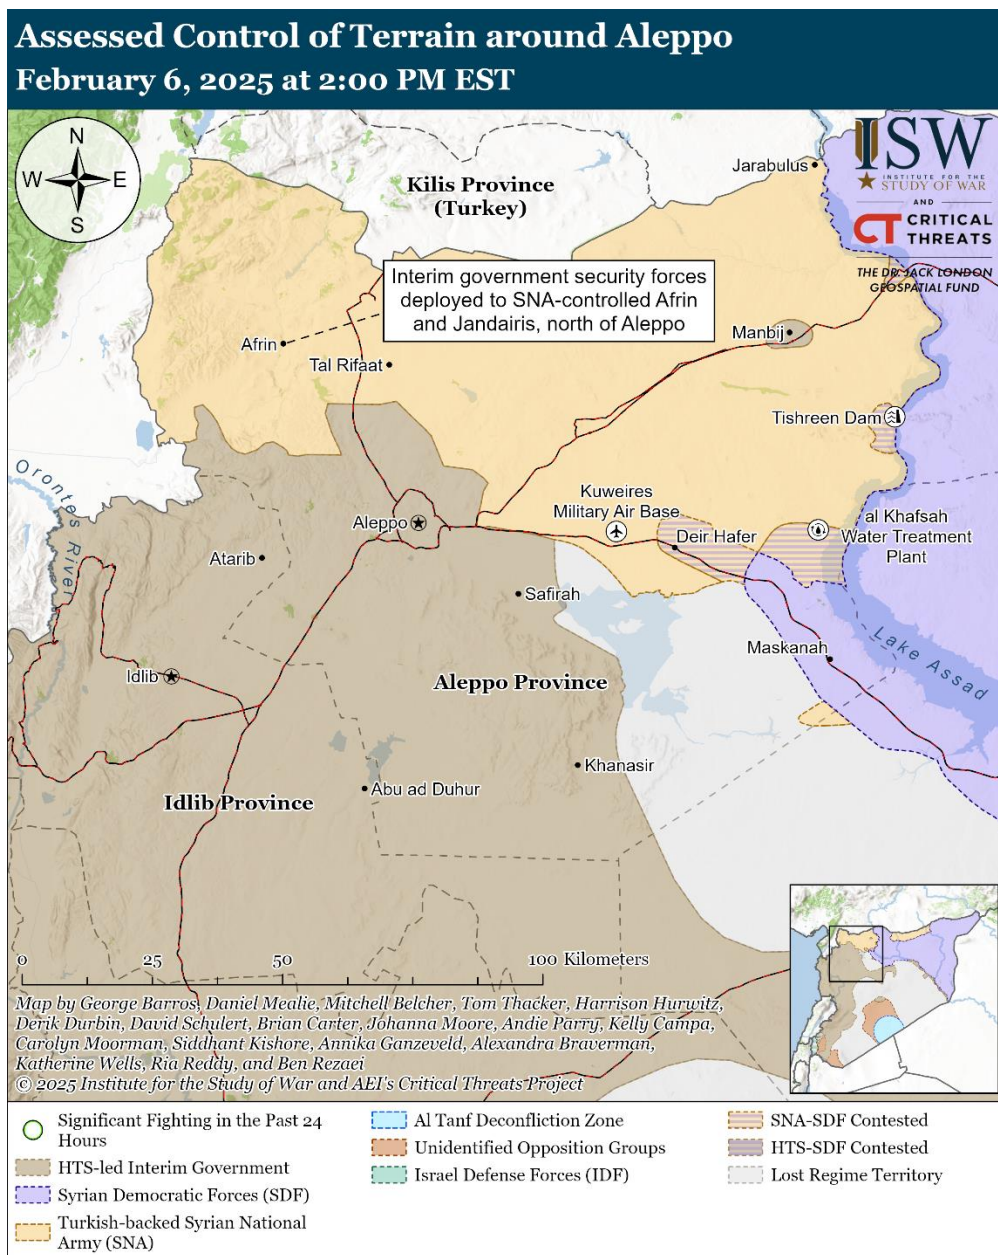 Assessed Control of Terrain around Aleppo
February 6, 2025 at 2:00 PM EST
N
W
E
S
Kilis Province
(Turkey)
Jarabulus
ISW
INSTITUTE FOR THE
STUDY OF WAR
AND
CT CRITICAL
THREATS
THE DR. JACK LONDON
GEOSPATIAL FUND
Interim government security forces
deployed to SNA-controlled Afrin
and Jandairis, north of Aleppo
Afrin
Tal Rifaat
Manbij
Tishreen Dam
Orontes River
Kuweires
Military Air Base
Aleppo
Deir Hafer
al Khafsah
Water Treatment
Plant
Atarib
Safirah
Maskanah
Lake Assad
Idlib
Aleppo Province
Khanasir
Abu ad Duhur
Idlib Province
0 25 50 100 Kilometers
Map by George Barros, Daniel Mealie, Mitchell Belcher, Tom Thacker, Harrison Hurwitz,
Derik Durbin, David Schulert, Brian Carter, Johanna Moore, Andie Parry, Kelly Campa,
Carolyn Moorman, Siddhant Kishore, Annika Ganzeveld, Alexandra Braverman,
Katherine Wells, Ria Reddy, and Ben Rezaei
© 2025 Institute for the Study of War and AEI's Critical Threats Project
Significant Fighting in the Past 24
Hours
HTS-led Interim Government
Syrian Democratic Forces (SDF)
Turkish-backed Syrian National
Army (SNA)
Al Tanf Deconfliction Zone
Unidentified Opposition Groups
Israel Defense Forces (IDF)
SNA-SDF Contested
HTS-SDF Contested
Lost Regime Territory